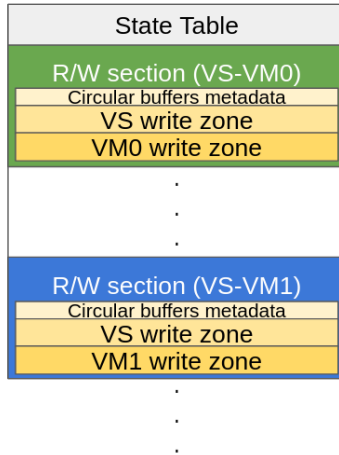 State Table
R/W section (VS-VM0)
Circular buffers metadata
VS write zone
VM0 write zone
.
.
.
R/W section (VS-VM1)
Circular buffers metadata
VS write zone
VM1 write zone
.
.
.